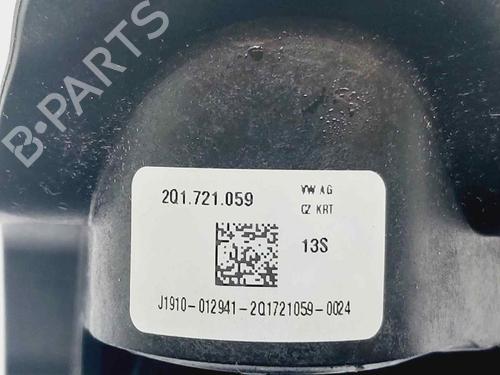 B-PARTS
2Q1.721.059
VW AG
CZ KRT
13S
J1910-012941-2Q1721059-0024